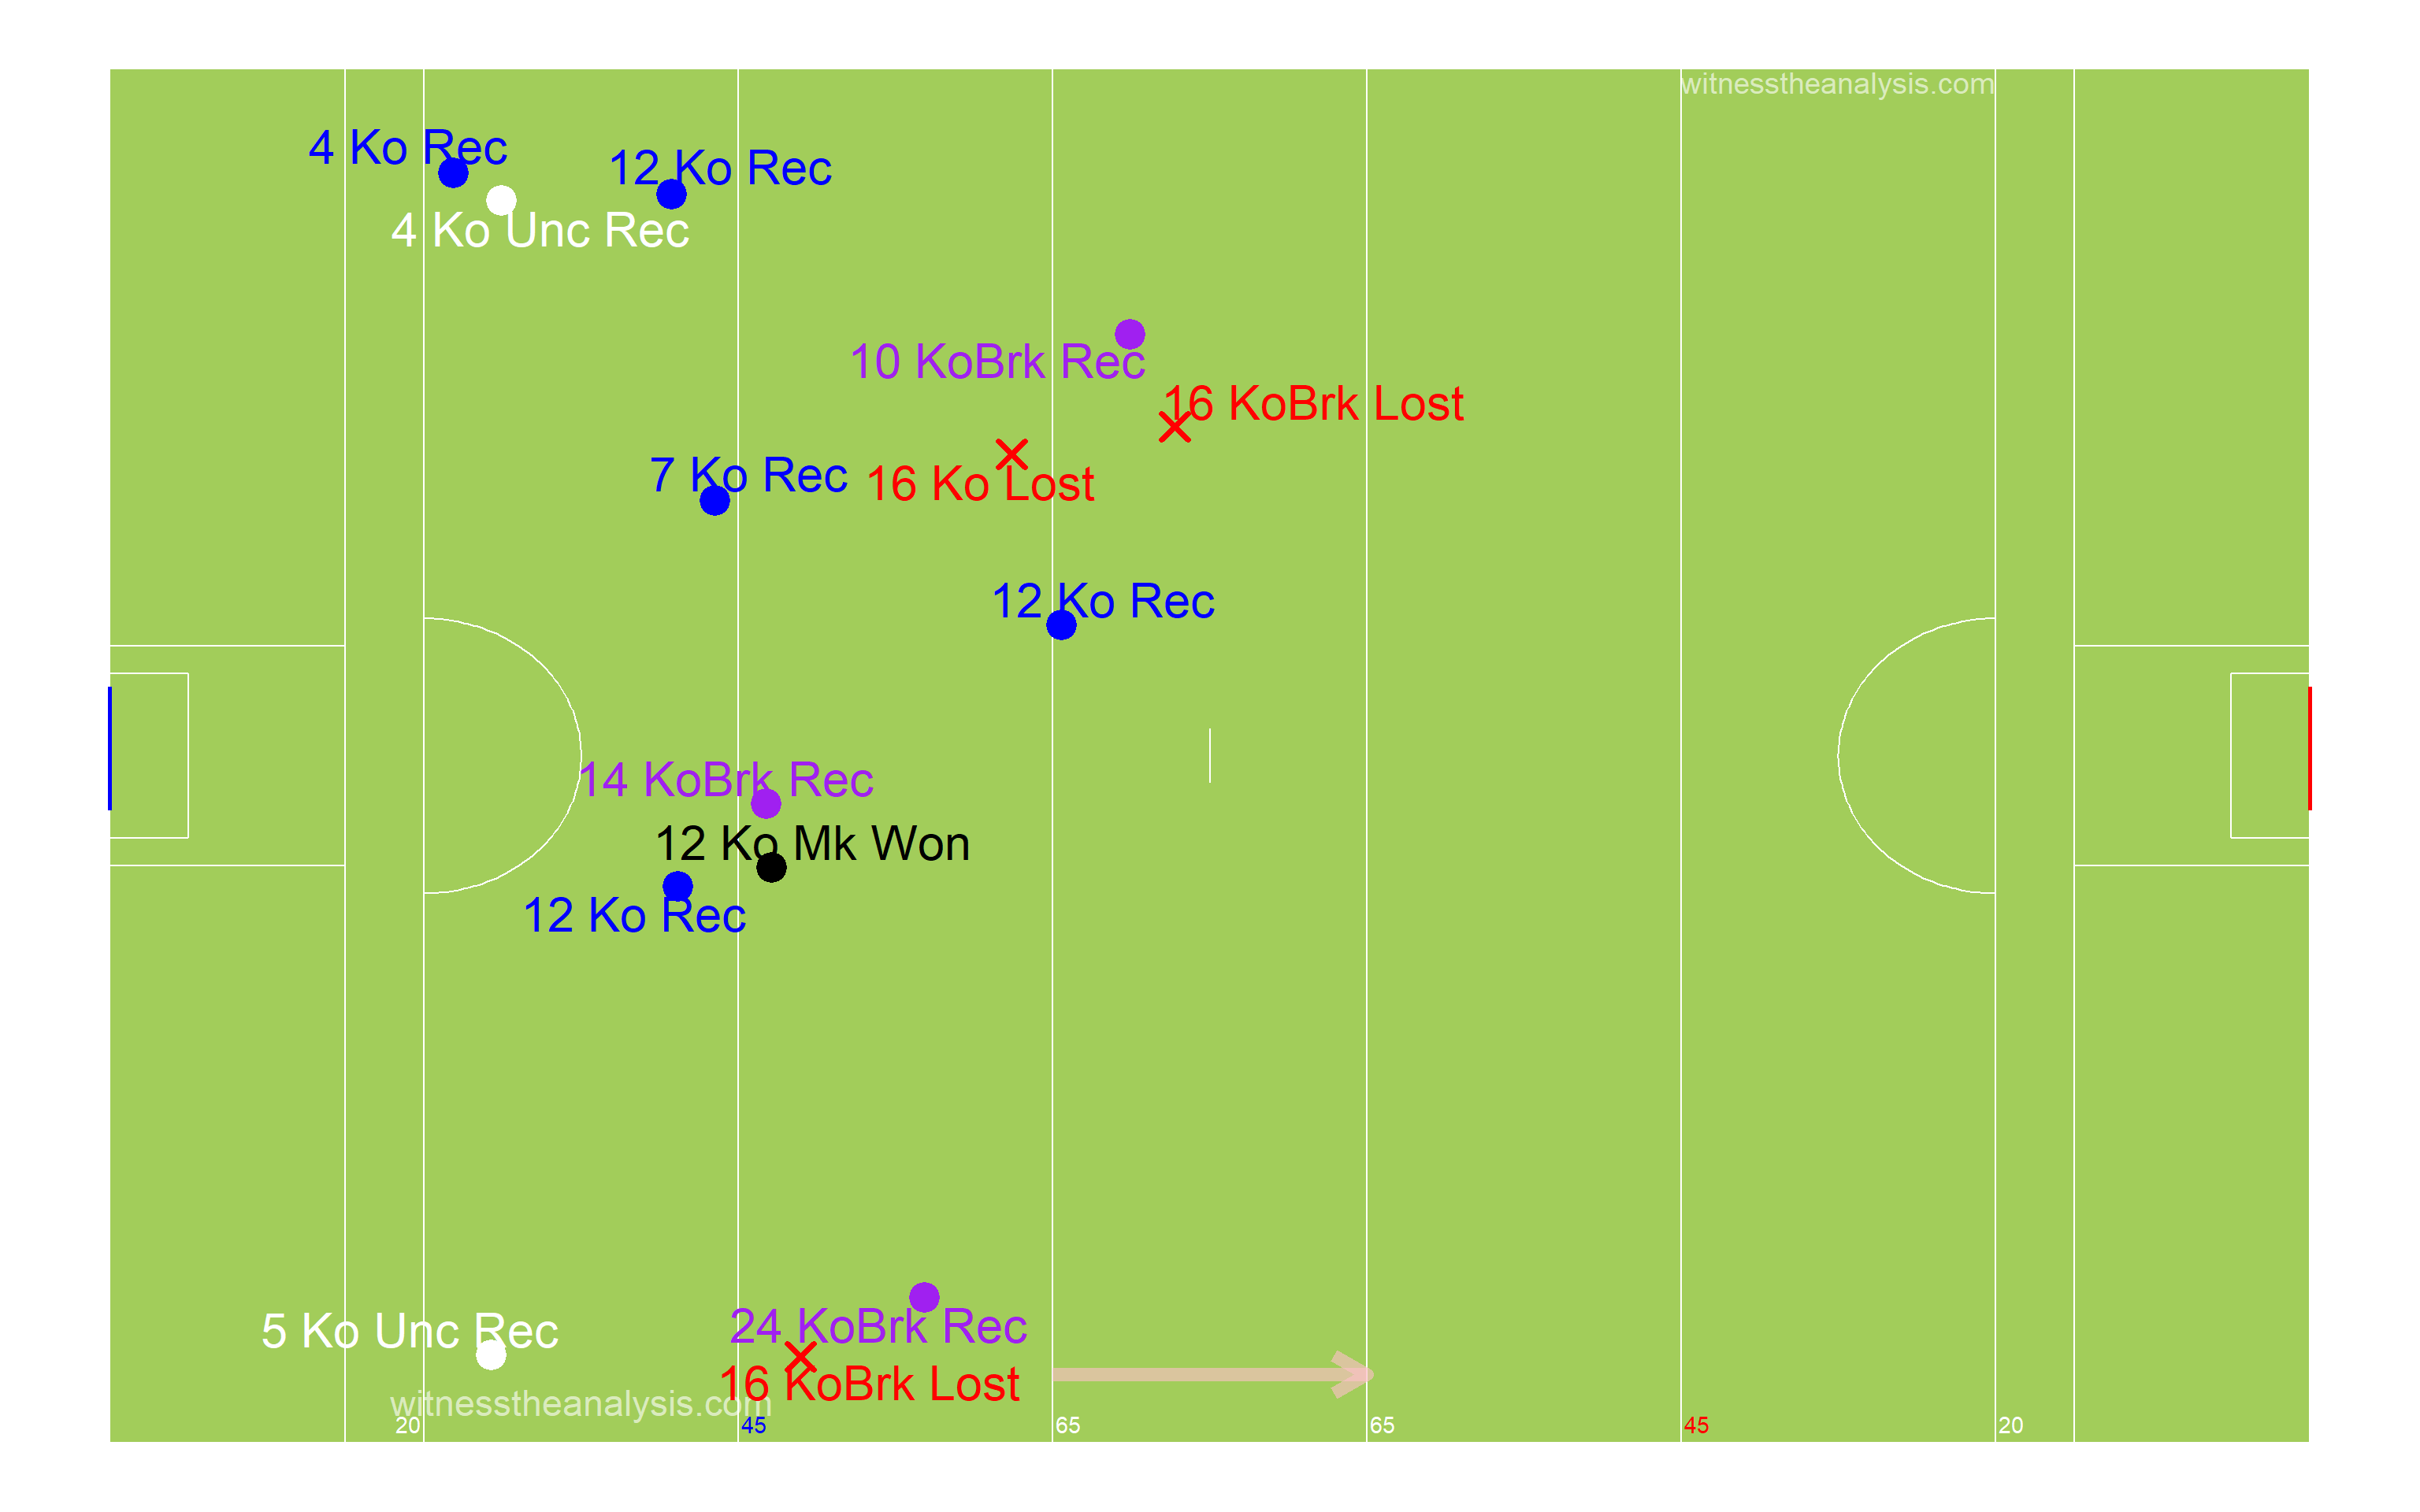 witnesstheanalysis.com
4 Ko Rec
12 Ko Rec
4 Ko Unc Rec
10 KoBrk Rec
16 KoBrk Lost
7 Ko Rec
16 Ko Lost
12 Ko Rec
14 KoBrk Rec
12 Ko Mk Won
12 Ko Rec
24 KoBrk Rec
5 Ko Unc Rec
16 KoBrk Lost
witnesstheanalysis.com
20 45 65 65 45 20